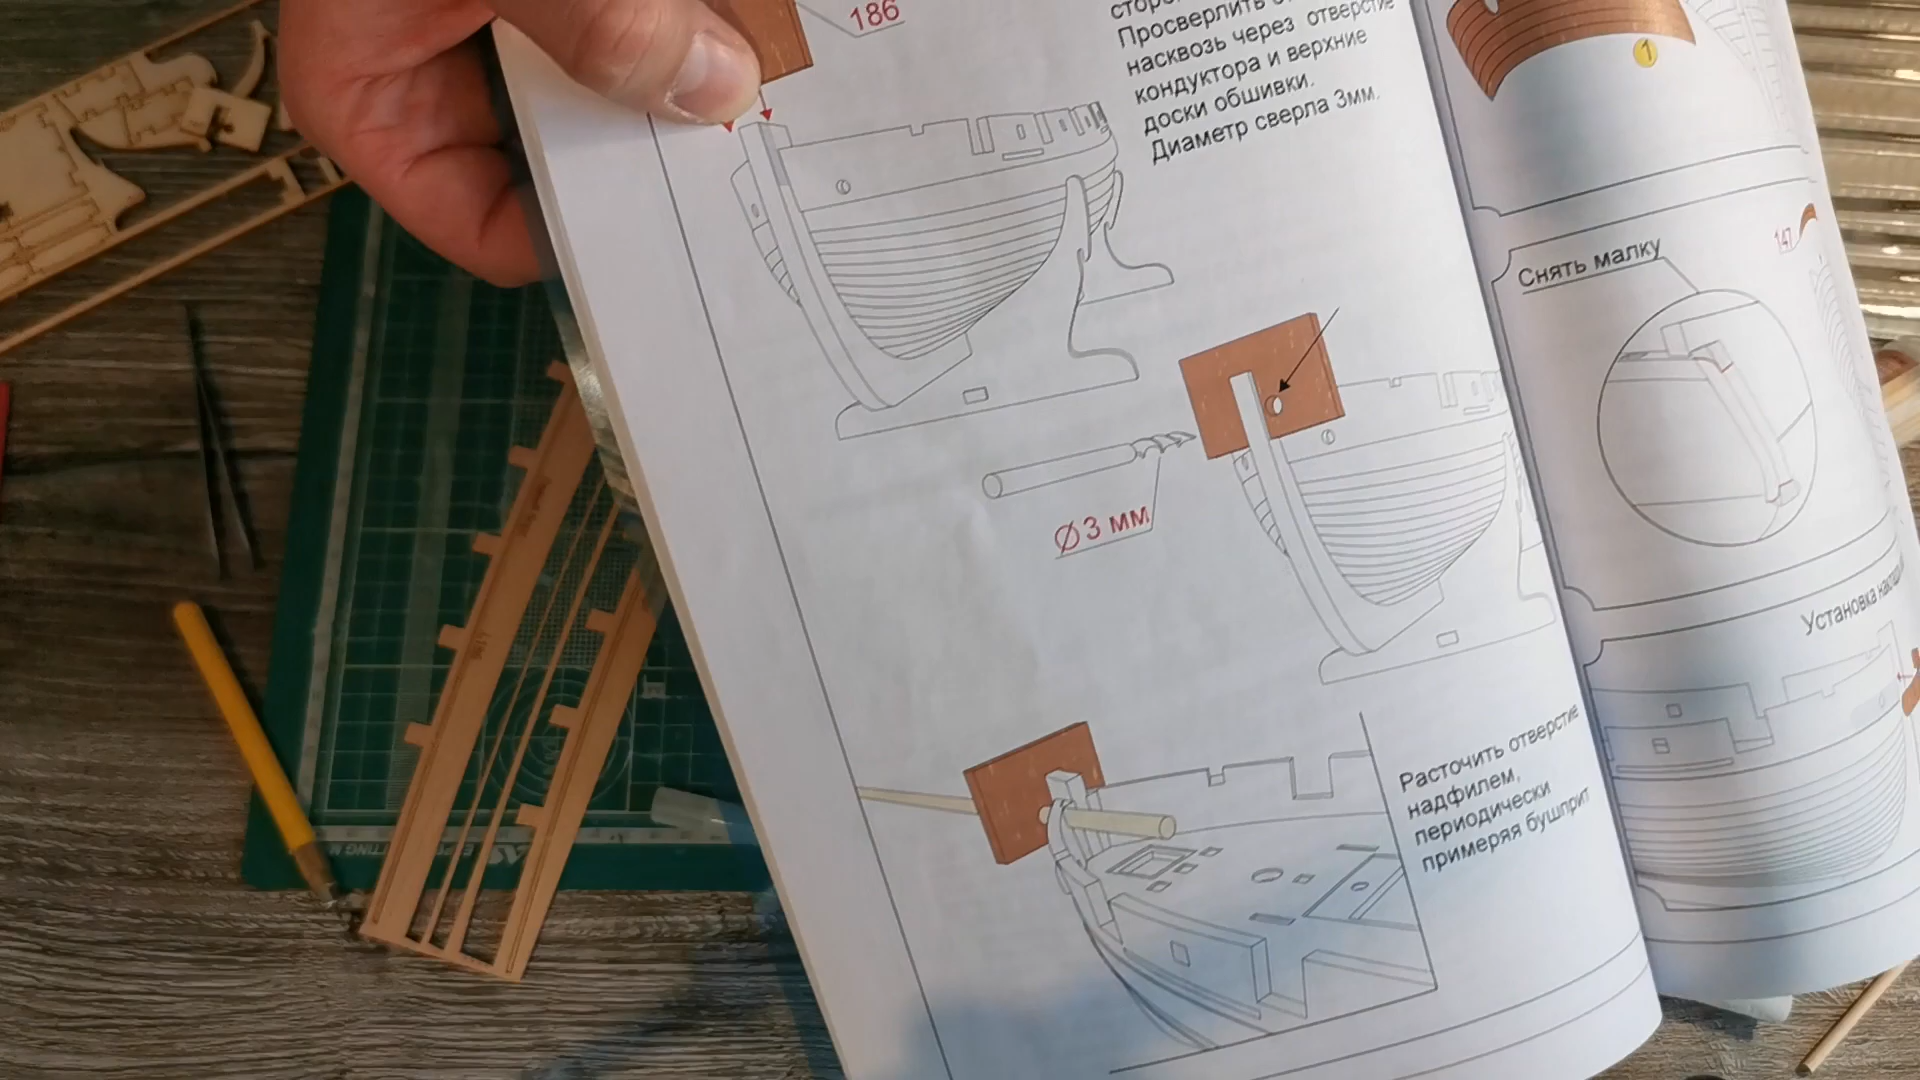 186
Просверлить
насквозь через отверстие
кондуктора и верхние
доски обшивки.
Диаметр сверла 3мм.
Ø3 мм
Расточить отверстие
надфилем,
периодически
примеряя бушприт
1
147
Снять малку
Установка